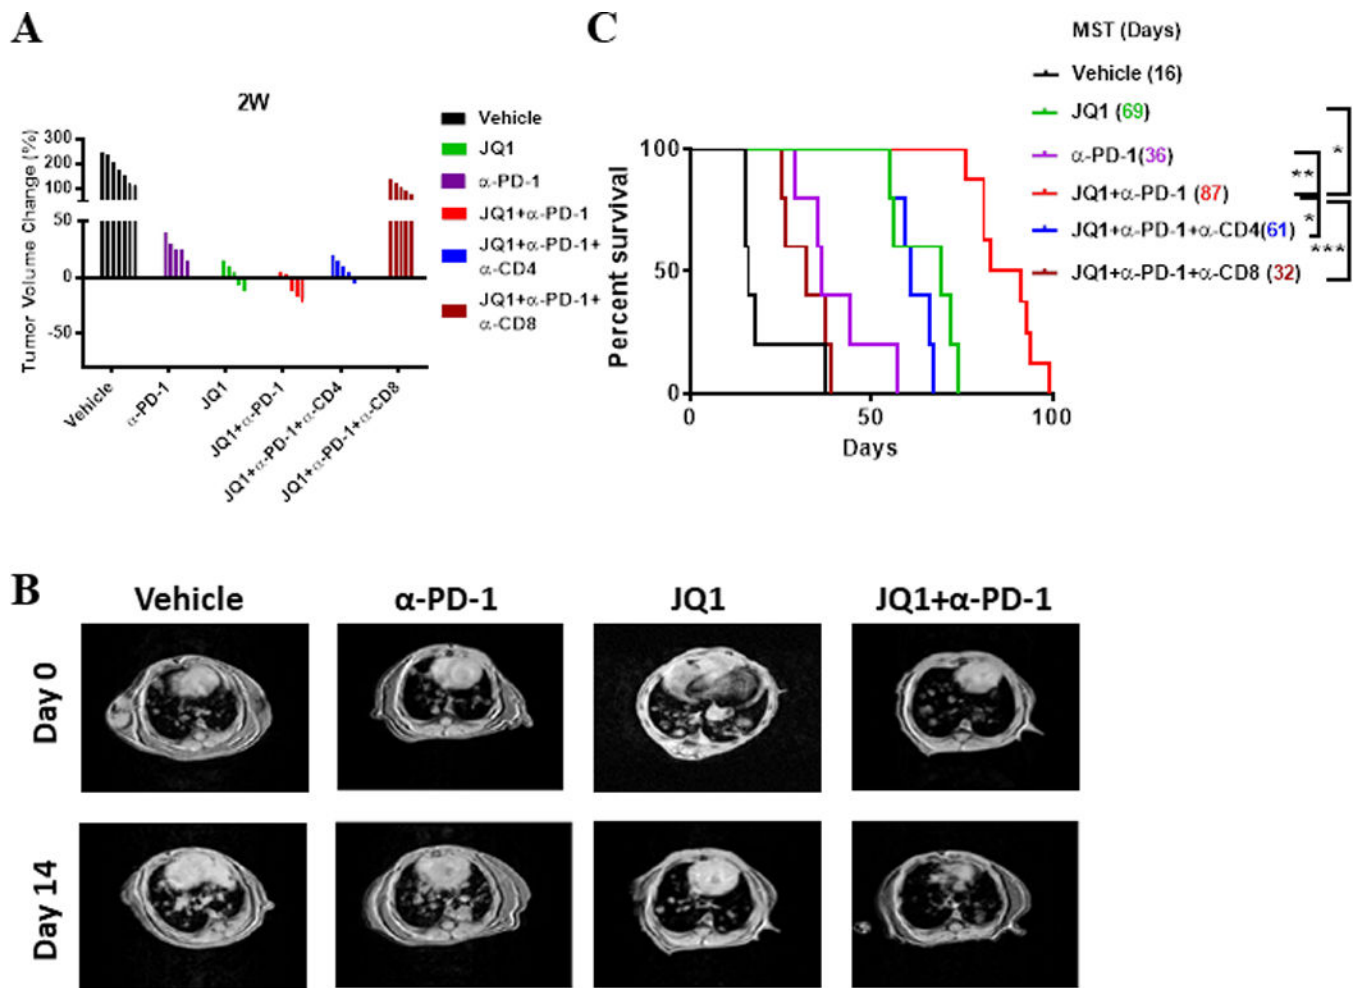 A
2W
Tumor Volume Change (%)
300
200
100
50
0
-50
Vehicle
α-PD-1
JQ1
JQ1+α-PD-1
JQ1+α-PD-1+α-CD4
JQ1+α-PD-1+α-CD8
Vehicle
JQ1
α-PD-1
JQ1+α-PD-1
JQ1+α-PD-1+
α-CD4
JQ1+α-PD-1+
α-CD8
C
MST (Days)
Vehicle (16)
JQ1 (69)
α-PD-1(36)
JQ1+α-PD-1 (87)
JQ1+α-PD-1+α-CD4(61)
JQ1+α-PD-1+α-CD8 (32)
*
**
*
***
Percent survival
100
50
0
0 50 100
Days
B
Vehicle α-PD-1 JQ1 JQ1+α-PD-1
Day 0
Day 14